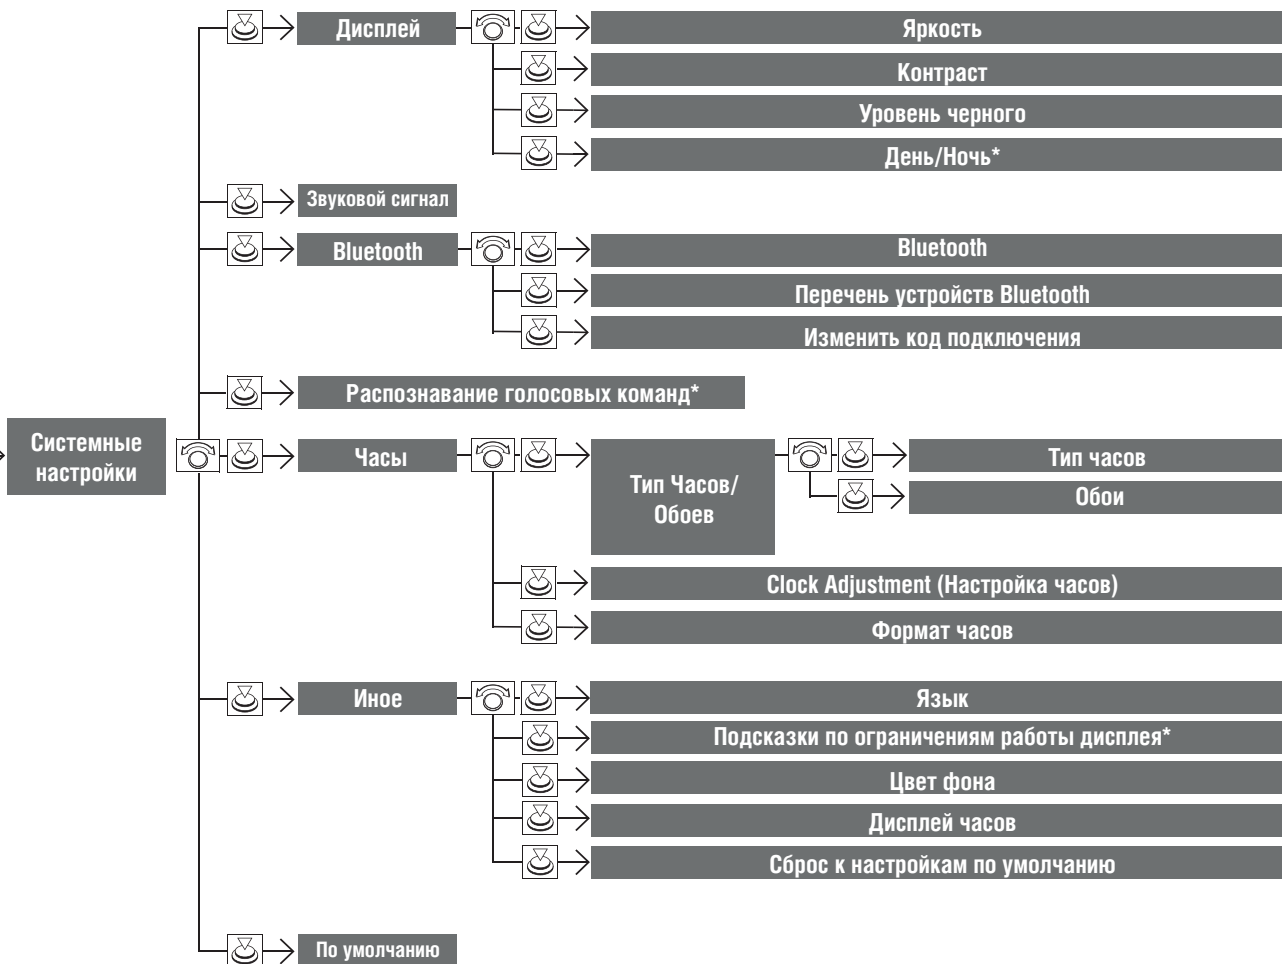 Дисплей
Яркость
Контраст
Уровень черного
День/Ночь*
Звуковой сигнал
Bluetooth
Bluetooth
Перечень устройств Bluetooth
Изменить код подключения
Распознавание голосовых команд*
Системные
настройки
Часы
Тип Часов/
Обоев
Тип часов
Обои
Clock Adjustment (Настройка часов)
Формат часов
Иное
Язык
Подсказки по ограничениям работы дисплея*
Цвет фона
Дисплей часов
Сброс к настройкам по умолчанию
По умолчанию